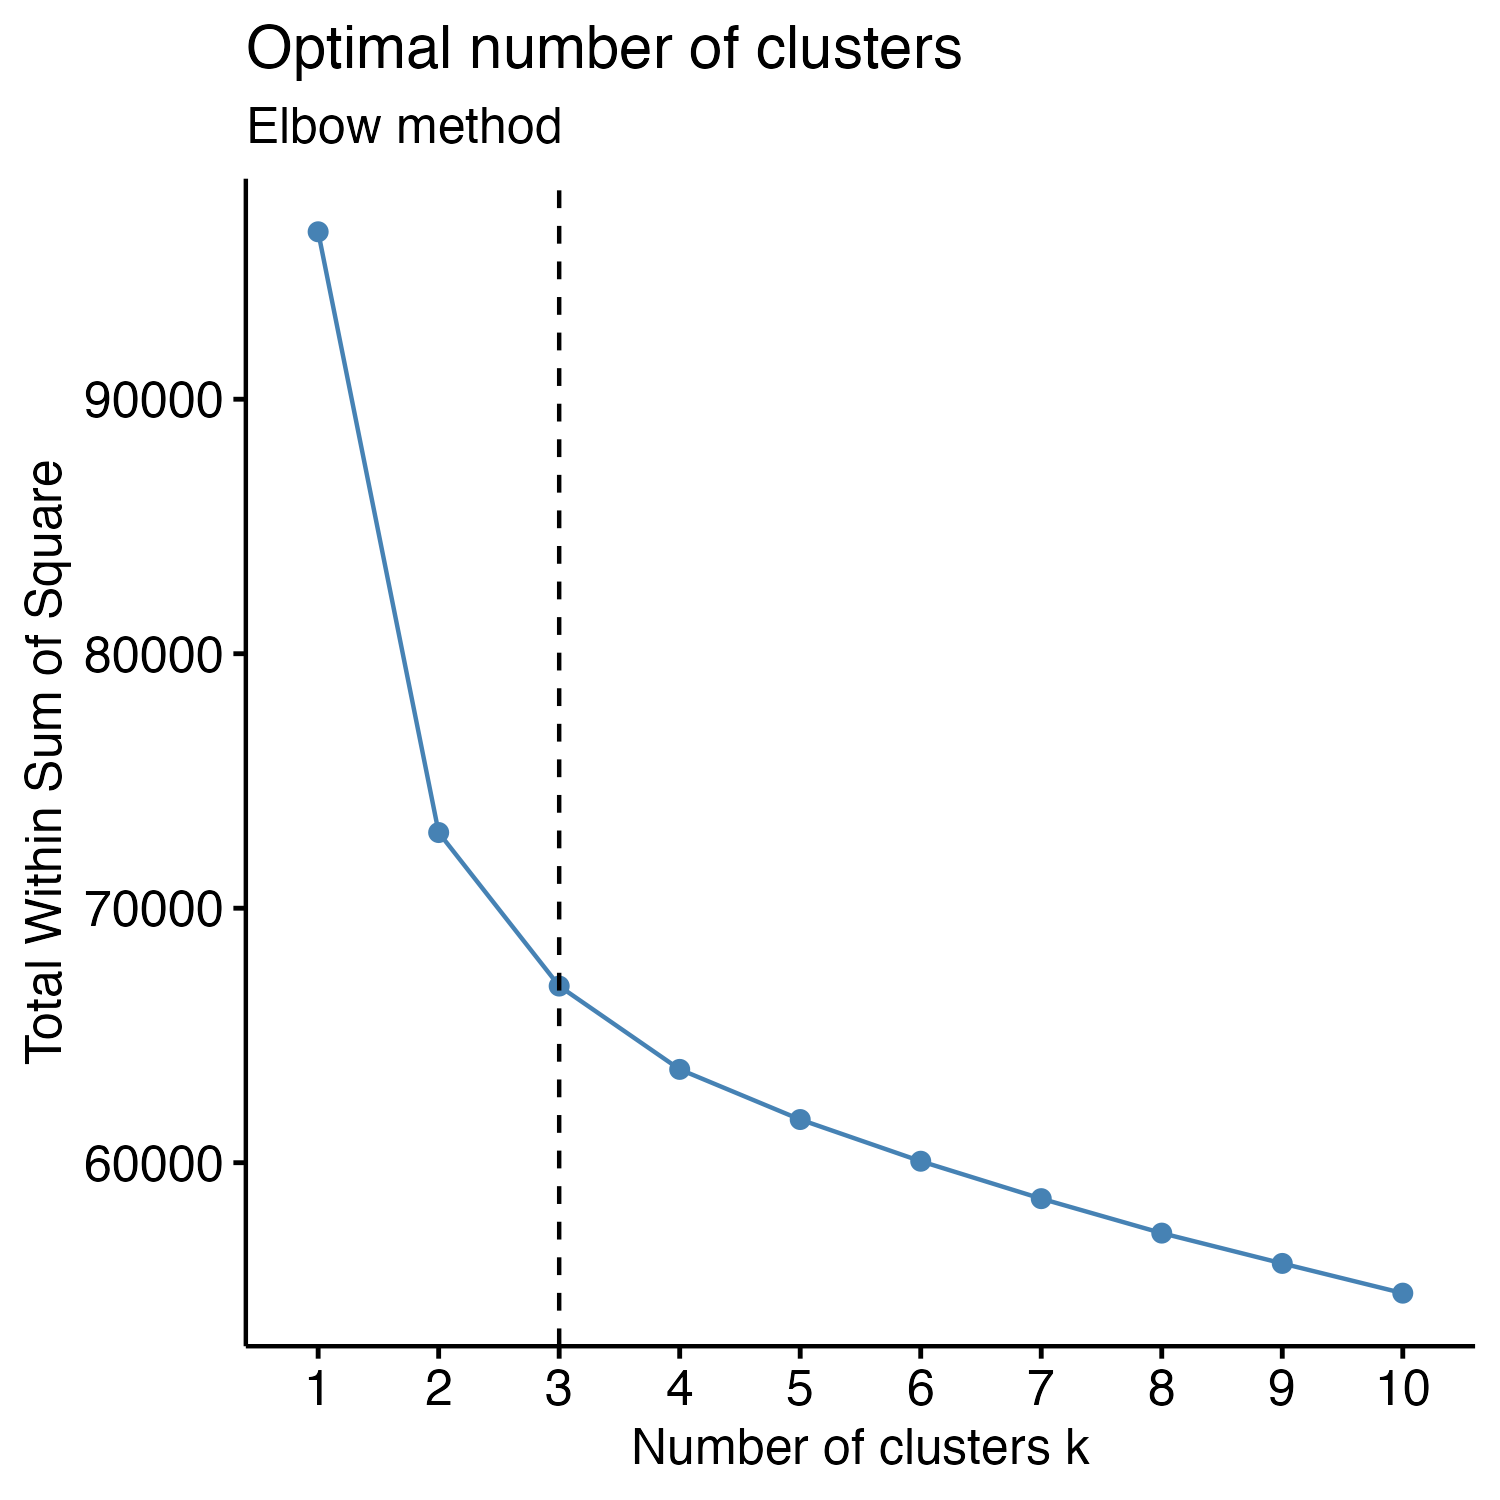 Optimal number of clusters
Elbow method
Total Within Sum of Square
90000
80000
70000
60000
1 2 3 4 5 6 7 8 9 10
Number of clusters k